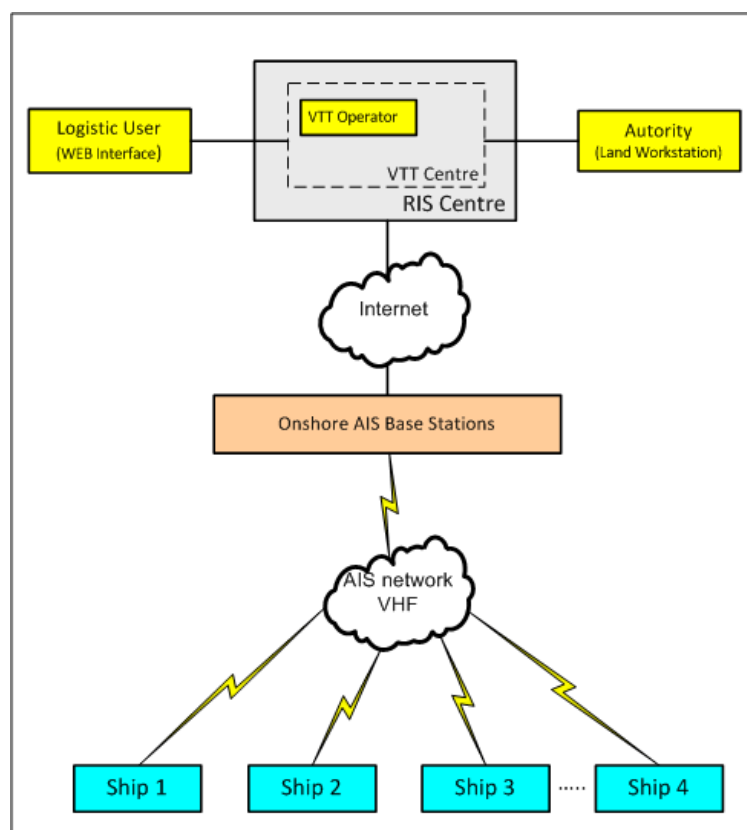 VTT Operator
Logistic User
(WEB Interface)
Autority
(Land Workstation)
VTT Centre
RIS Centre
Internet
Onshore AIS Base Stations
AIS network
VHF
Ship 1
Ship 2
Ship 3
.....
Ship 4